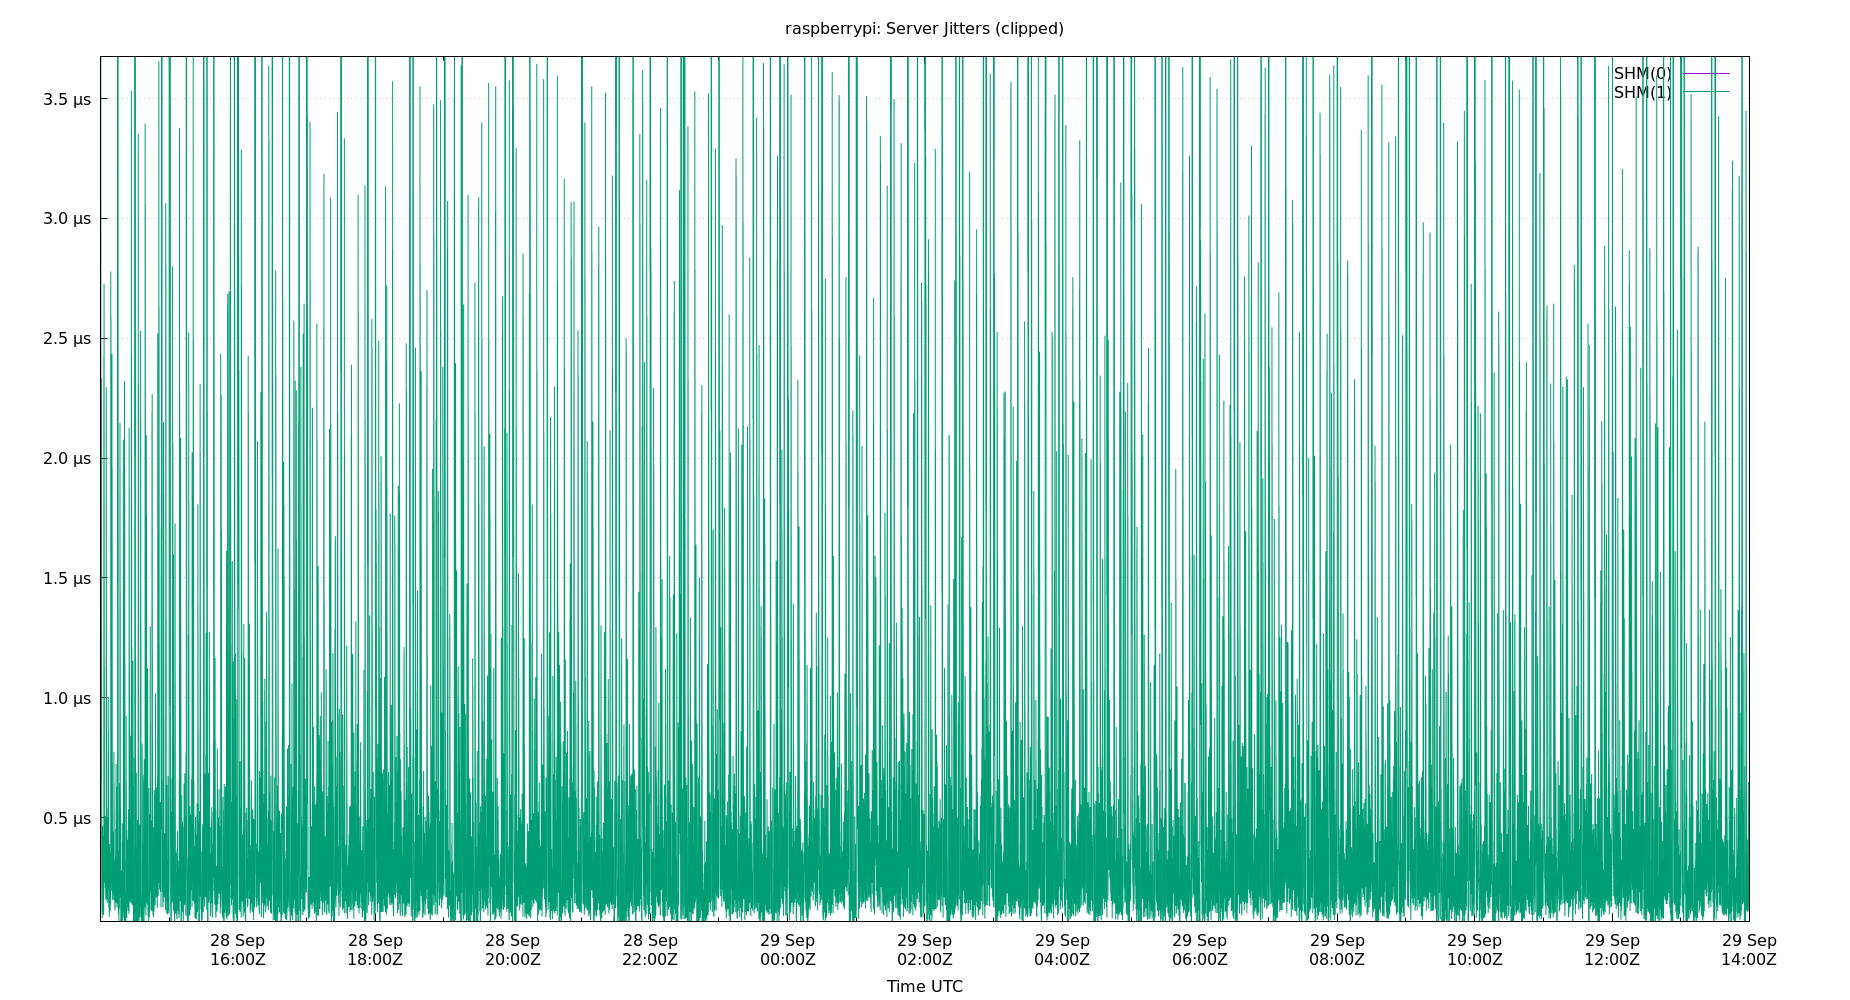 raspberrypi: Server Jitters (clipped)
SHM(0)
SHM(1)
3.5 µs
3.0 µs
2.5 µs
2.0 µs
1.5 µs
1.0 µs
0.5 µs
28 Sep 28 Sep 28 Sep 28 Sep 29 Sep 29 Sep 29 Sep 29 Sep 29 Sep 29 Sep 29 Sep 29 Sep
16:00Z 18:00Z 20:00Z 22:00Z 00:00Z 02:00Z 04:00Z 06:00Z 08:00Z 10:00Z 12:00Z 14:00Z
Time UTC